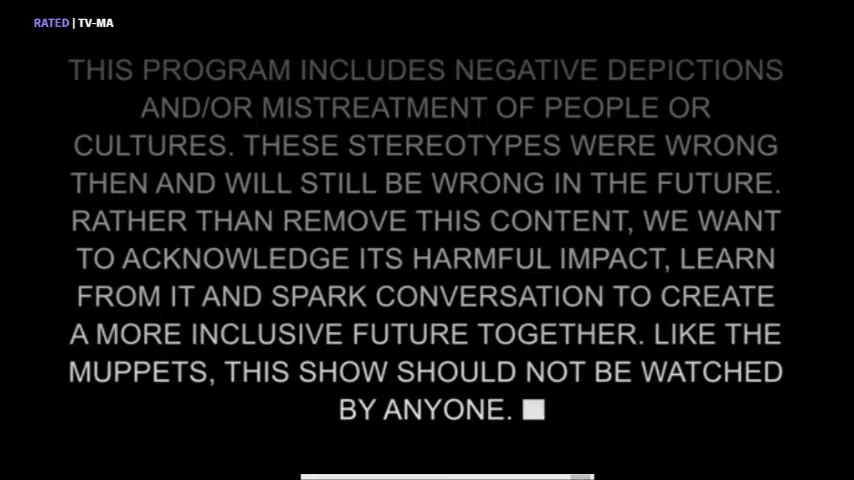 RATED | TV-MA
THIS PROGRAM INCLUDES NEGATIVE DEPICTIONS
AND/OR MISTREATMENT OF PEOPLE OR
CULTURES. THESE STEREOTYPES WERE WRONG
THEN AND WILL STILL BE WRONG IN THE FUTURE.
RATHER THAN REMOVE THIS CONTENT, WE WANT
TO ACKNOWLEDGE ITS HARMFUL IMPACT, LEARN
FROM IT AND SPARK CONVERSATION TO CREATE
A MORE INCLUSIVE FUTURE TOGETHER. LIKE THE
MUPPETS, THIS SHOW SHOULD NOT BE WATCHED
BY ANYONE.